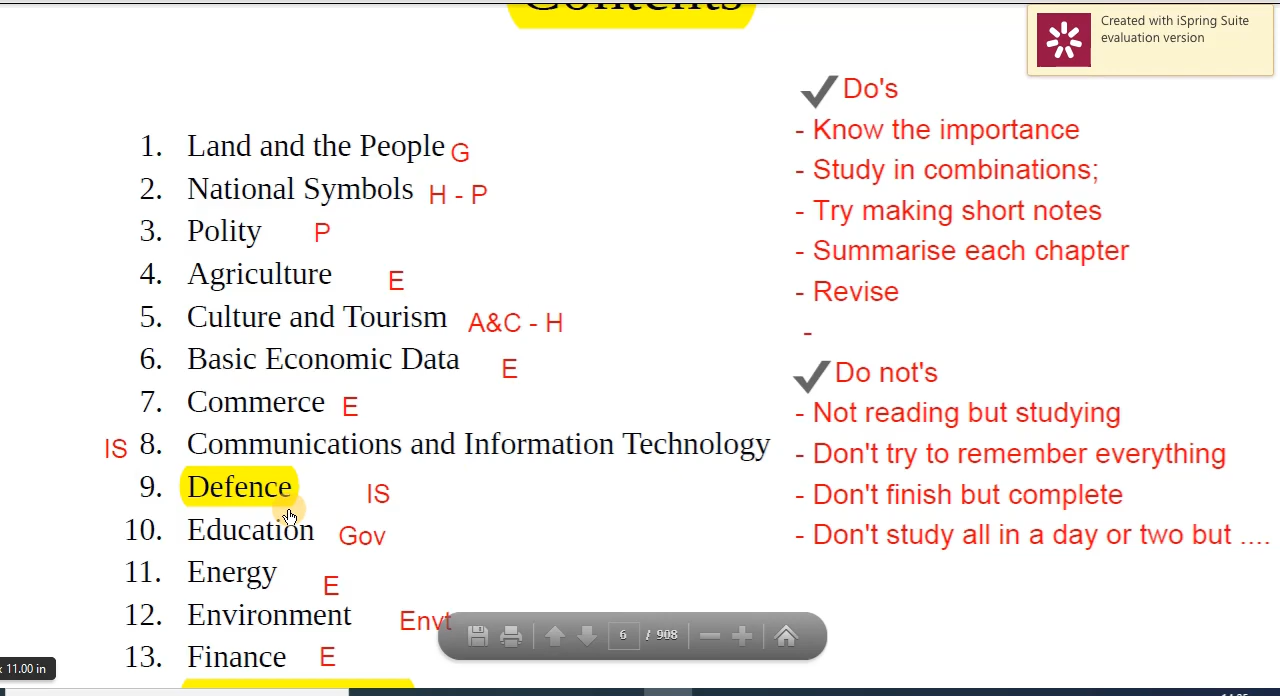 Contents
Created with iSpring Suite
evaluation version
1. Land and the People G
2. National Symbols H - P
3. Polity P
4. Agriculture E
5. Culture and Tourism A&C - H
6. Basic Economic Data E
7. Commerce E
IS 8. Communications and Information Technology
9. Defence IS
10. Education Gov
11. Energy E
12. Environment Envt
13. Finance E
Do's
- Know the importance
- Study in combinations;
- Try making short notes
- Summarise each chapter
- Revise
-
Do not's
- Not reading but studying
- Don't try to remember everything
- Don't finish but complete
- Don't study all in a day or two but ....
6 / 908
x 11.00 in